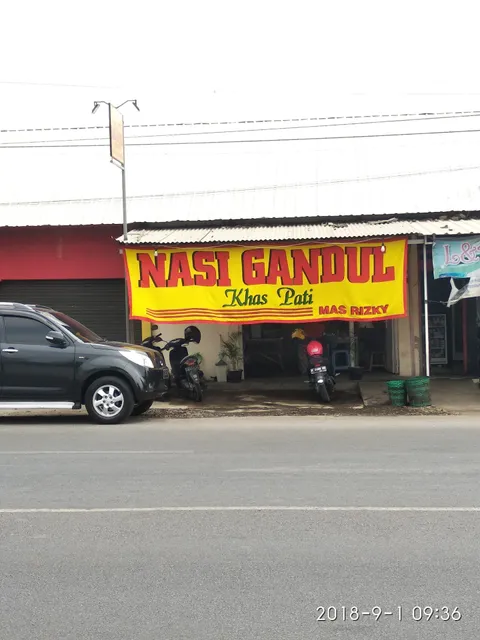 NASI GANDUL
Khas Pati
MAS RIZKY
2018-9-1 09:36